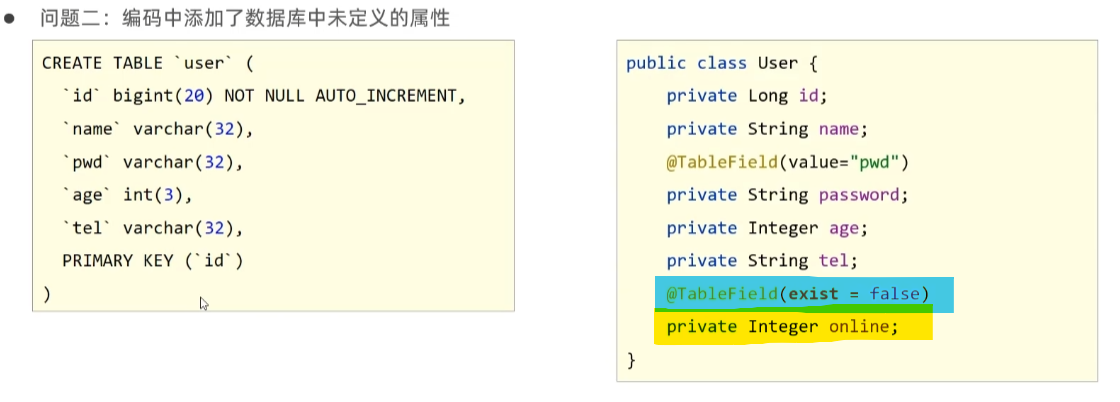 ● 问题二：编码中添加了数据库中未定义的属性
CREATE TABLE `user` (
`id` bigint(20) NOT NULL AUTO_INCREMENT,
`name` varchar(32),
`pwd` varchar(32),
`age` int(3),
`tel` varchar(32),
PRIMARY KEY (`id`)
)
public class User {
private Long id;
private String name;
@TableField(value="pwd")
private String password;
private Integer age;
private String tel;
@TableField(exist = false)
private Integer online;
}